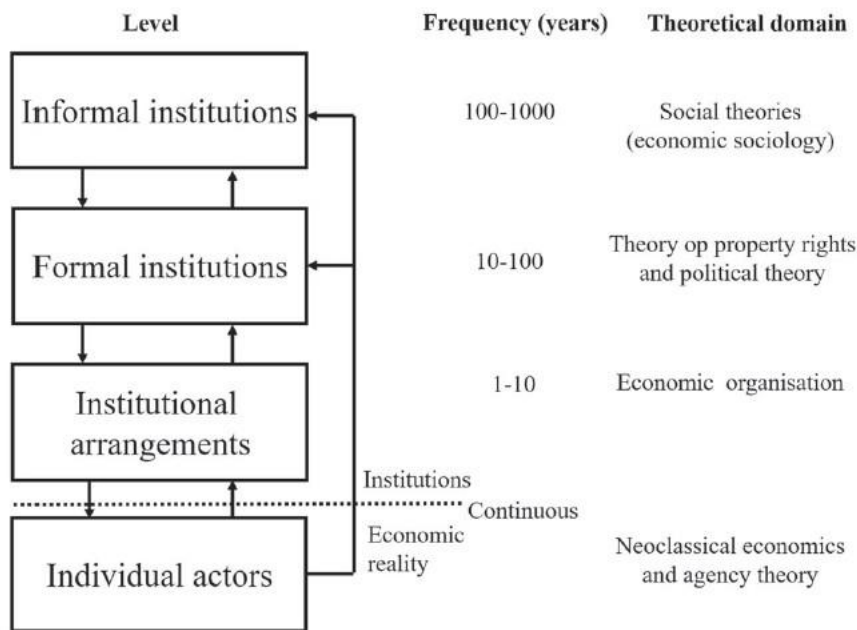 Level Frequency (years) Theoretical domain
Informal institutions
100-1000
Social theories
(economic sociology)
Formal institutions
10-100
Theory op property rights
and political theory
Institutional
arrangements
1-10
Economic organisation
Institutions
Continuous
Economic
reality
Individual actors
Neoclassical economics
and agency theory